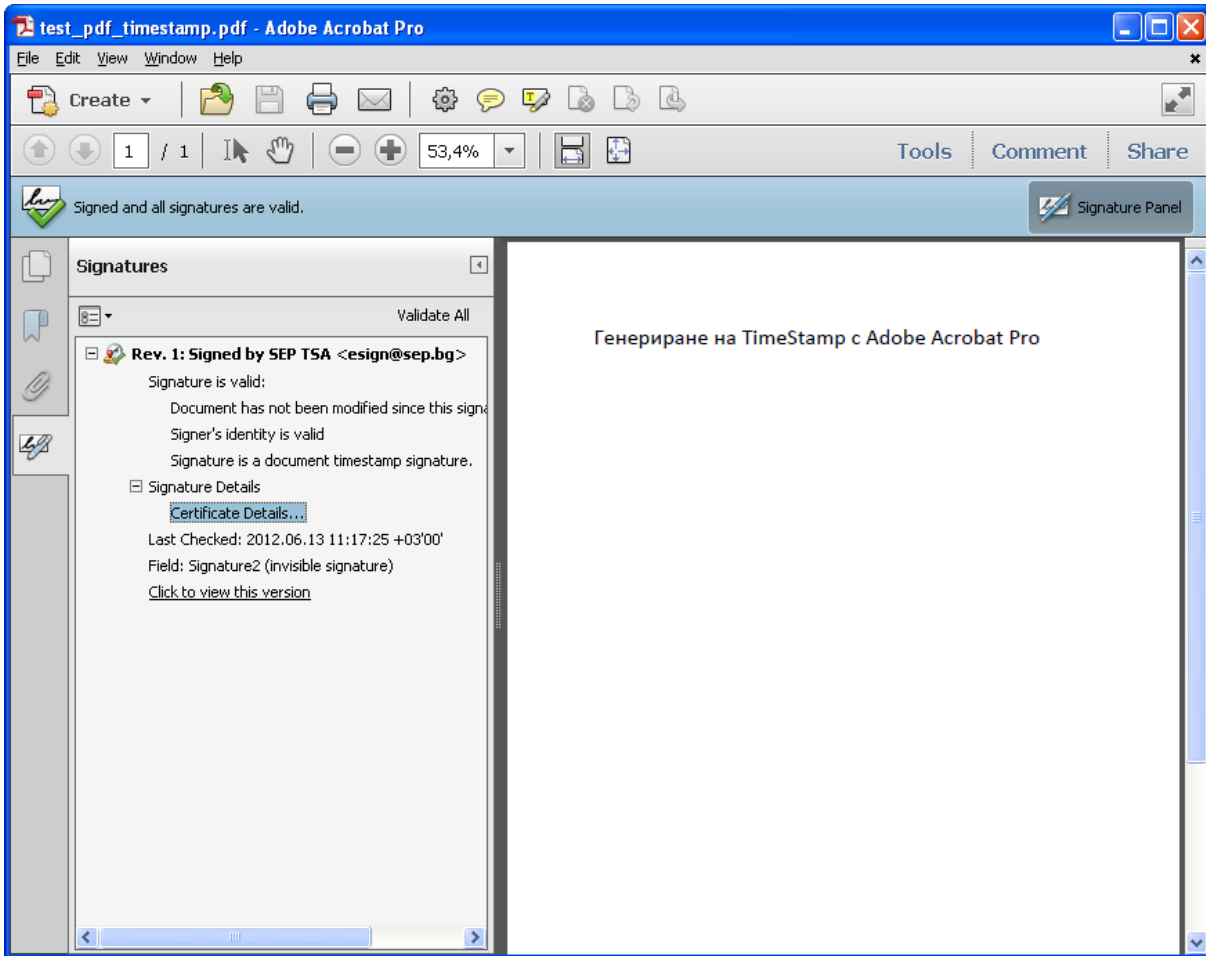 test_pdf_timestamp.pdf - Adobe Acrobat Pro
File Edit View Window Help
Create
1 / 1 53,4% Tools Comment Share
Signed and all signatures are valid. Signature Panel
Signatures
Validate All
Rev. 1: Signed by SEP TSA <esign@sep.bg>
Signature is valid:
Document has not been modified since this signa
Signer's identity is valid
Signature is a document timestamp signature.
Signature Details
Certificate Details...
Last Checked: 2012.06.13 11:17:25 +03'00'
Field: Signature2 (invisible signature)
Click to view this version
Генериране на TimeStamp с Adobe Acrobat Pro